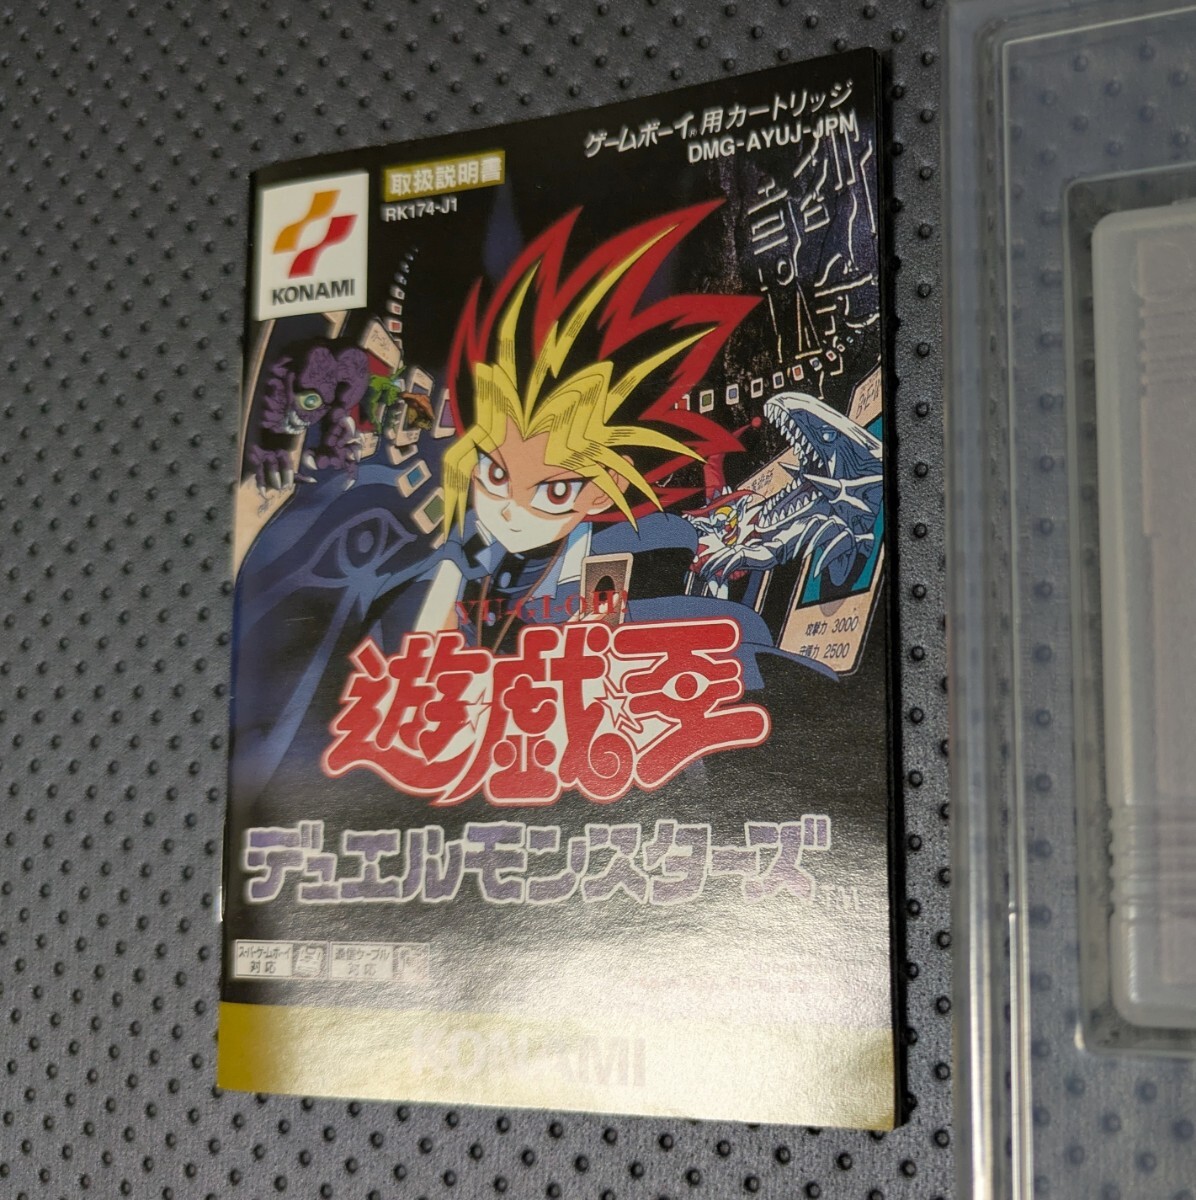 ゲームボーイ®用カートリッジ
DMG-AYUJ-JPN
取扱説明書
RK174-J1
KONAMI
攻撃力 3000
守備力 2500
YU-GI-OH!
遊戯王
デュエルモンスターズ™
スーパーゲームボーイ
対応
通信ケーブル
対応
KONAMI